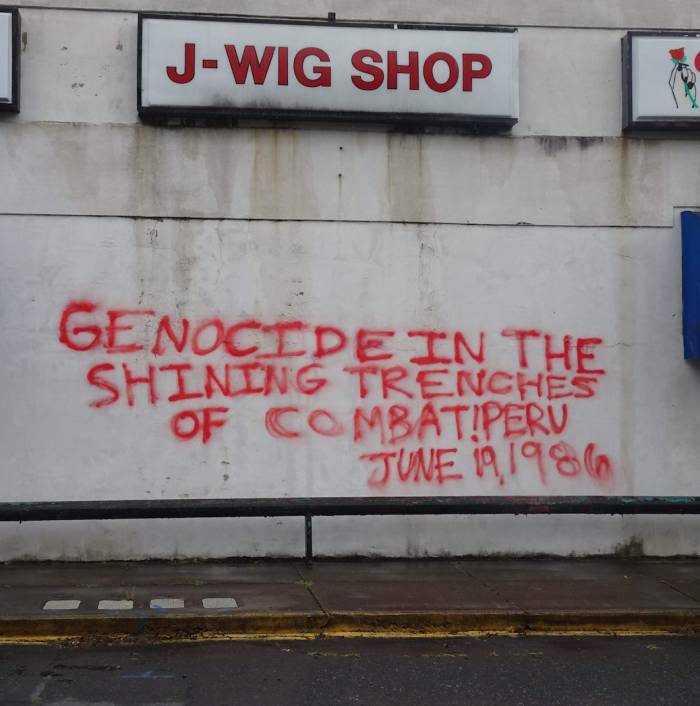 J-WIG SHOP
GENOCIDE IN THE
SHINING TRENCHES
OF COMBAT! PERU
JUNE 19, 1986